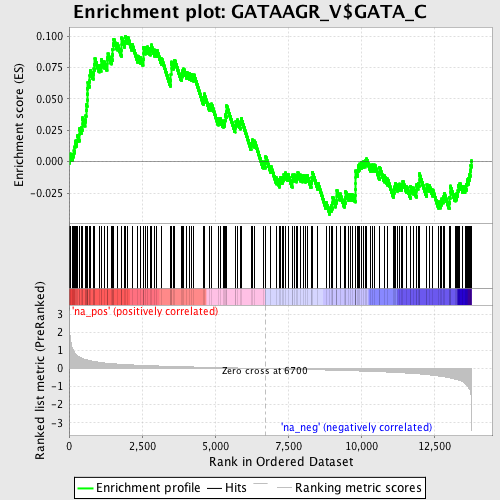 Enrichment plot: GATAAGR_V$GATA_C
Enrichment score (ES)
0.100
0.075
0.050
0.025
0.000
-0.025
'na_pos' (positively correlated)
Ranked list metric (PreRanked)
3
2
1
0
-1
-2
-3
Zero cross at 6700
'na_neg' (negatively correlated)
0
2,500
5,000
7,500
10,000
12,500
Rank in Ordered Dataset
Enrichment profile
Hits
Ranking metric scores